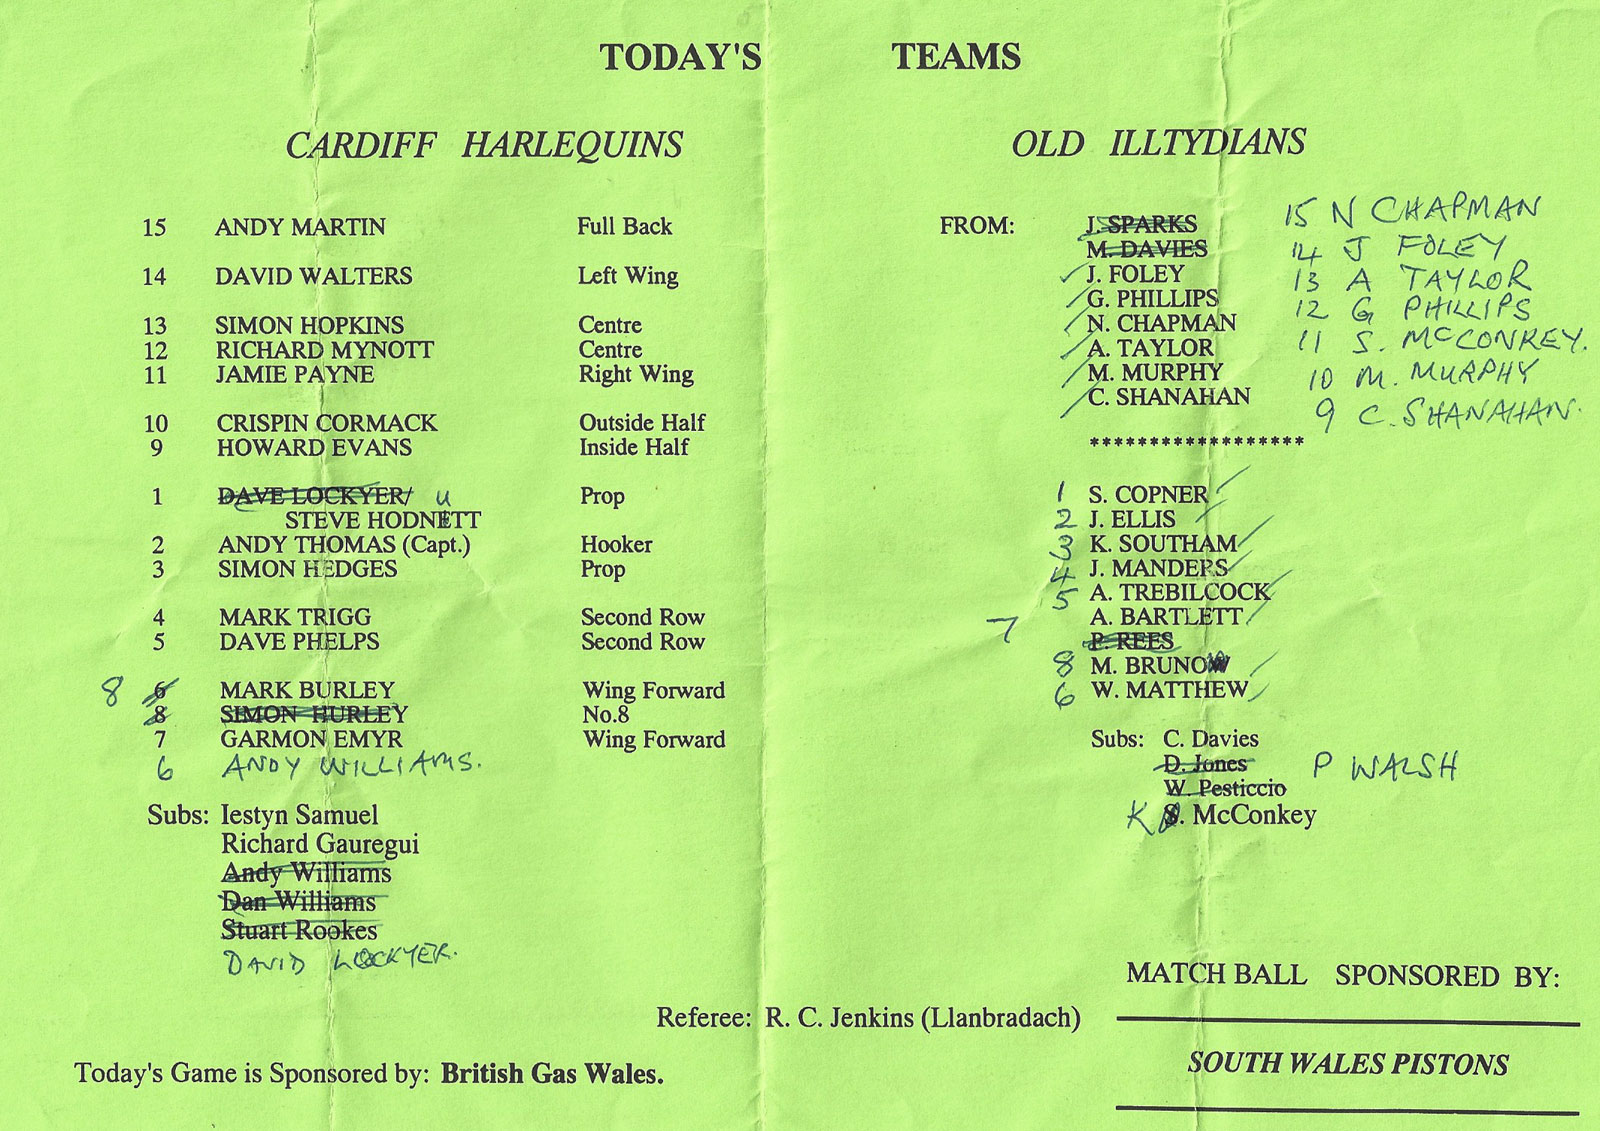 TODAY'S TEAMS
CARDIFF HARLEQUINS
15 ANDY MARTIN Full Back
14 DAVID WALTERS Left Wing
13 SIMON HOPKINS Centre
12 RICHARD MYNOTT Centre
11 JAMIE PAYNE Right Wing
10 CRISPIN CORMACK Outside Half
9 HOWARD EVANS Inside Half
1 DAVE LOCKYER/ Prop
u
STEVE HODNETT
2 ANDY THOMAS (Capt.) Hooker
3 SIMON HEDGES Prop
4 MARK TRIGG Second Row
5 DAVE PHELPS Second Row
8 6 MARK BURLEY Wing Forward
8 SIMON HURLEY No.8
7 GARMON EMYR Wing Forward
6 ANDY WILLIAMS.
Subs: Iestyn Samuel
Richard Gauregui
Andy Williams
Dan Williams
Stuart Rookes
DAVID LOCKYER.
OLD ILLTYDIANS
FROM: J. SPARKS
M. DAVIES
J. FOLEY
G. PHILLIPS
N. CHAPMAN
A. TAYLOR
M. MURPHY
C. SHANAHAN
15 N CHAPMAN
14 J FOLEY
13 A TAYLOR
12 G PHILLIPS
11 S. McCONKEY.
10 M. MURPHY
9 C. SHANAHAN.
******************
1 S. COPNER
2 J. ELLIS
3 K. SOUTHAM
4 J. MANDERS
5 A. TREBILCOCK
7 A. BARTLETT
P. REES
8 M. BRUNOW
6 W. MATTHEW
Subs: C. Davies
D. Jones P WALSH
W. Pesticcio
K S. McConkey
MATCH BALL SPONSORED BY:
SOUTH WALES PISTONS
Referee: R. C. Jenkins (Llanbradach)
Today's Game is Sponsored by: British Gas Wales.